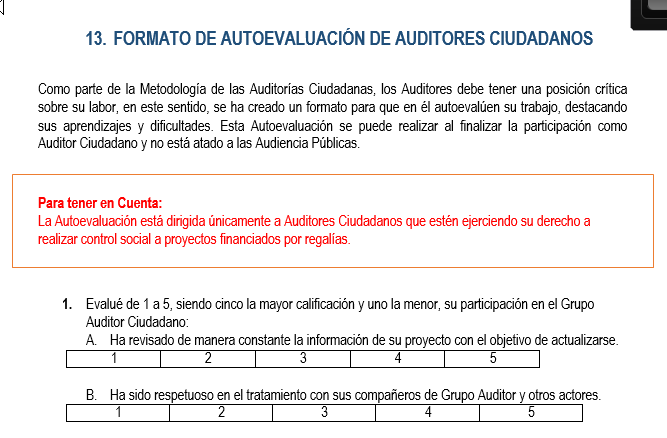 13. FORMATO DE AUTOEVALUACIÓN DE AUDITORES CIUDADANOS
Como parte de la Metodología de las Auditorías Ciudadanas, los Auditores debe tener una posición crítica
sobre su labor, en este sentido, se ha creado un formato para que en él autoevalúen su trabajo, destacando
sus aprendizajes y dificultades. Esta Autoevaluación se puede realizar al finalizar la participación como
Auditor Ciudadano y no está atado a las Audiencia Públicas.
Para tener en Cuenta:
La Autoevaluación está dirigida únicamente a Auditores Ciudadanos que estén ejerciendo su derecho a
realizar control social a proyectos financiados por regalías.
1. Evalué de 1 a 5, siendo cinco la mayor calificación y uno la menor, su participación en el Grupo
Auditor Ciudadano:
A. Ha revisado de manera constante la información de su proyecto con el objetivo de actualizarse.
1 2 3 4 5
B. Ha sido respetuoso en el tratamiento con sus compañeros de Grupo Auditor y otros actores.
1 2 3 4 5